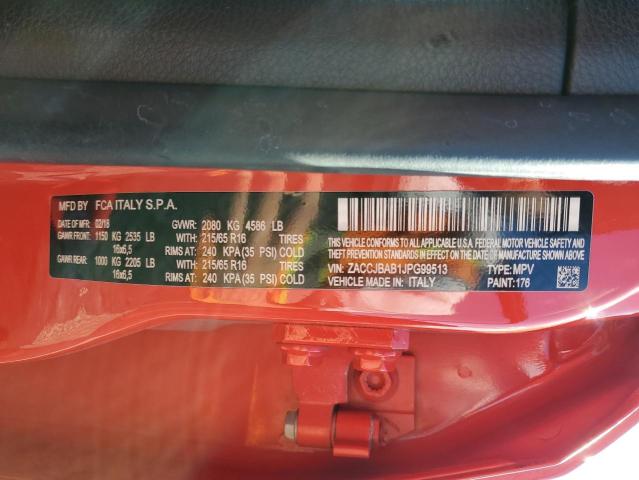 MFD BY FCA ITALY S.P.A.
DATE OF MFR 02/18 GVWR: 2080 KG 4586 LB
GAWR FRONT: 1150 KG 2535 LB WITH 215/65 R16 TIRES
16x6,5 RIMS AT: 240 KPA (35 PSI) COLD
GAWR REAR: 1000 KG 2205 LB WITH 215/65 R16 TIRES
16x6,5 RIMS AT: 240 KPA (35 PSI) COLD
THIS VEHICLE CONFORMS TO ALL APPLICABLE U.S.A. FEDERAL MOTOR VEHICLE SAFETY,
BUMPER AND THEFT PREVENTION STANDARDS IN EFFECT ON THE DATE OF MANUFACTURE SHOWN ABOVE
VIN: ZACCJBAB1JPG99513 TYPE: MPV
VEHICLE MADE IN: ITALY PAINT: 176